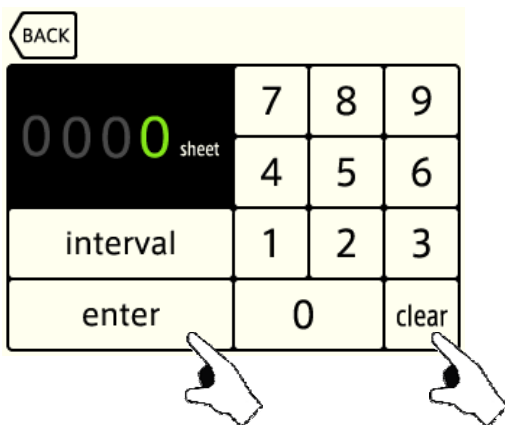 BACK
0000 sheet
7 8 9
4 5 6
interval 1 2 3
enter 0 clear